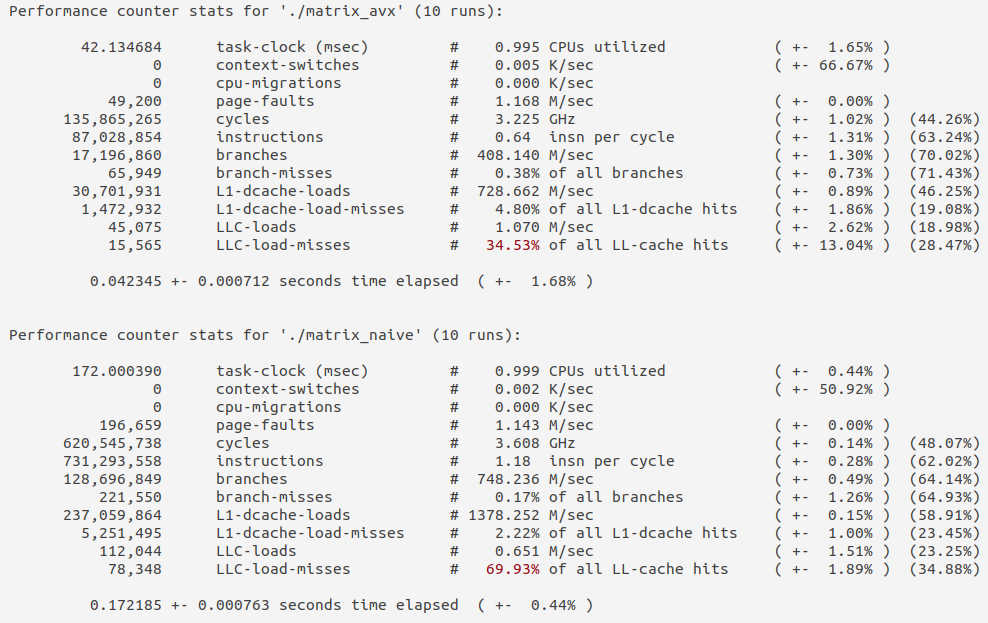 Performance counter stats for './matrix_avx' (10 runs):
42.134684 task-clock (msec) # 0.995 CPUs utilized ( +- 1.65% )
0 context-switches # 0.005 K/sec ( +- 66.67% )
0 cpu-migrations # 0.000 K/sec
49,200 page-faults # 1.168 M/sec ( +- 0.00% )
135,865,265 cycles # 3.225 GHz ( +- 1.02% ) (44.26%)
87,028,854 instructions # 0.64 insn per cycle ( +- 1.31% ) (63.24%)
17,196,860 branches # 408.140 M/sec ( +- 1.30% ) (70.02%)
65,949 branch-misses # 0.38% of all branches ( +- 0.73% ) (71.43%)
30,701,931 L1-dcache-loads # 728.662 M/sec ( +- 0.89% ) (46.25%)
1,472,932 L1-dcache-load-misses # 4.80% of all L1-dcache hits ( +- 1.86% ) (19.08%)
45,075 LLC-loads # 1.070 M/sec ( +- 2.62% ) (18.98%)
15,565 LLC-load-misses # 34.53% of all LL-cache hits ( +- 13.04% ) (28.47%)
0.042345 +- 0.000712 seconds time elapsed ( +- 1.68% )
Performance counter stats for './matrix_naive' (10 runs):
172.000390 task-clock (msec) # 0.999 CPUs utilized ( +- 0.44% )
0 context-switches # 0.002 K/sec ( +- 50.92% )
0 cpu-migrations # 0.000 K/sec
196,659 page-faults # 1.143 M/sec ( +- 0.00% )
620,545,738 cycles # 3.608 GHz ( +- 0.14% ) (48.07%)
731,293,558 instructions # 1.18 insn per cycle ( +- 0.28% ) (62.02%)
128,696,849 branches # 748.236 M/sec ( +- 0.49% ) (64.14%)
221,550 branch-misses # 0.17% of all branches ( +- 1.26% ) (64.93%)
237,059,864 L1-dcache-loads # 1378.252 M/sec ( +- 0.15% ) (58.91%)
5,251,495 L1-dcache-load-misses # 2.22% of all L1-dcache hits ( +- 1.00% ) (23.45%)
112,044 LLC-loads # 0.651 M/sec ( +- 1.51% ) (23.25%)
78,348 LLC-load-misses # 69.93% of all LL-cache hits ( +- 1.89% ) (34.88%)
0.172185 +- 0.000763 seconds time elapsed ( +- 0.44% )